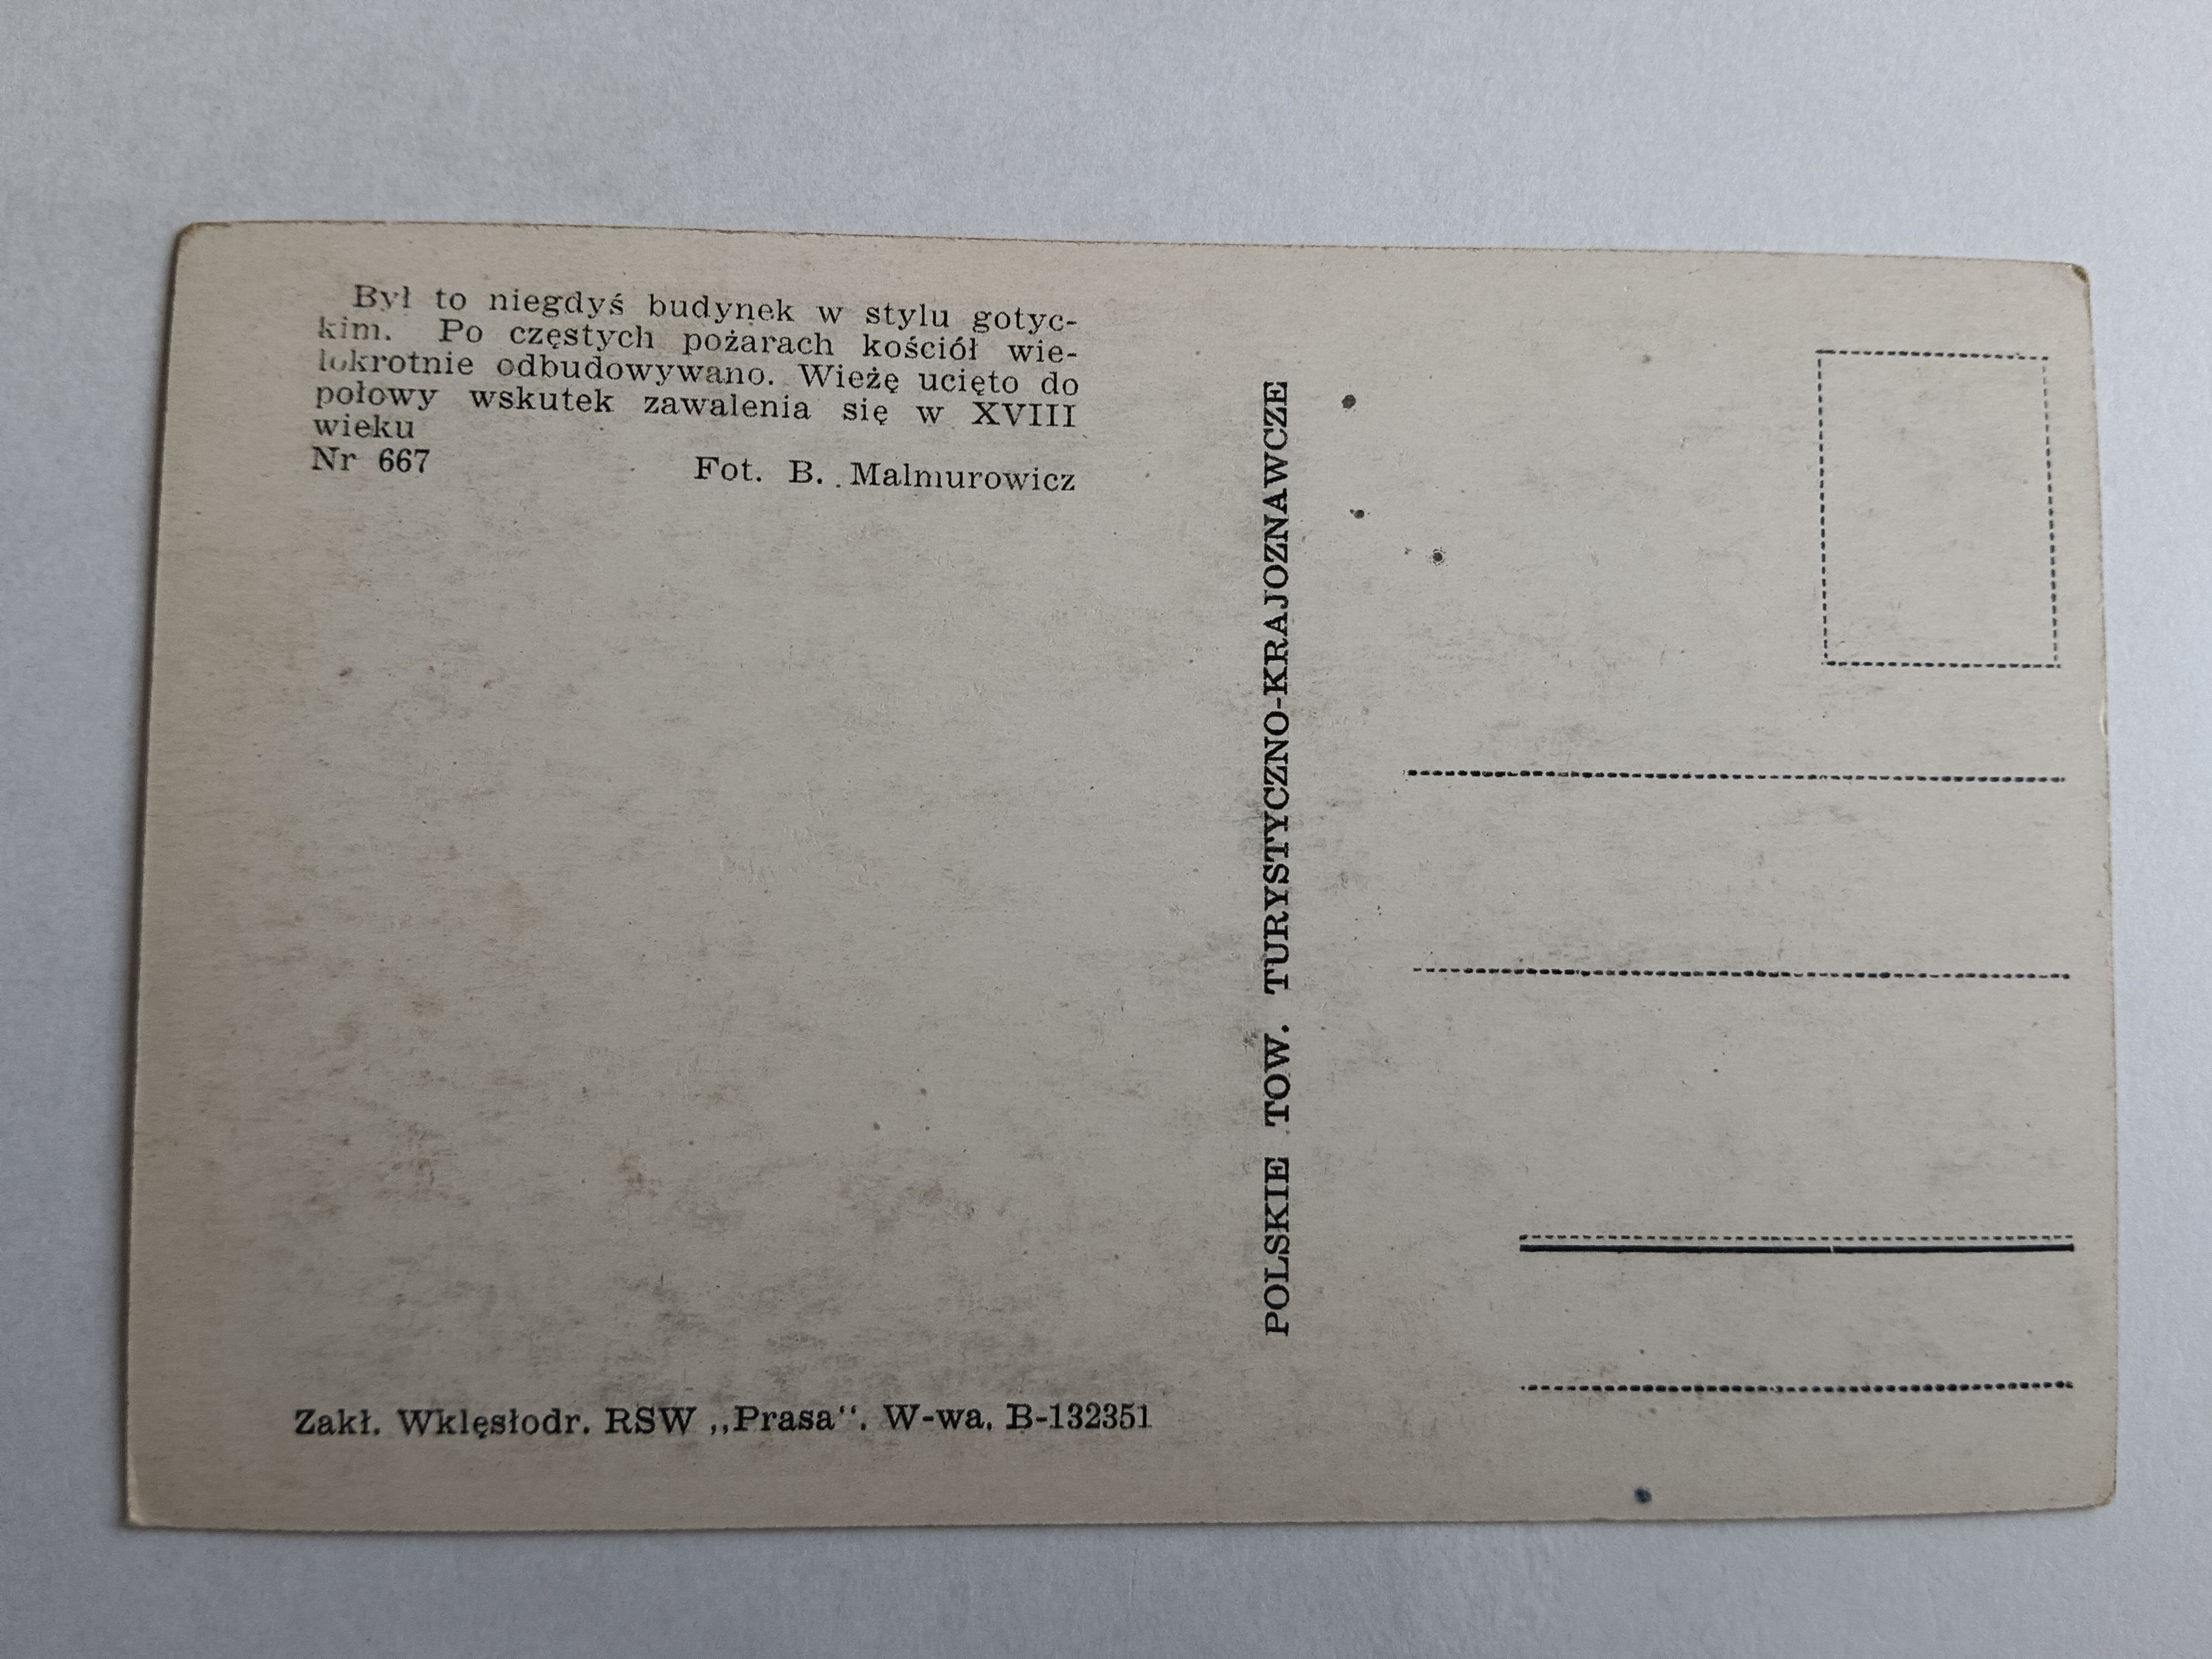 Był to niegdyś budynek w stylu gotyc-
kim. Po częstych pożarach kościół wie-
lokrotnie odbudowywano. Wieżę ucięto do
połowy wskutek zawalenia się w XVIII
wieku
Nr 667 Fot. B. Malmurowicz
Zakł. Wklęsłodr. RSW „Prasa“. W-wa. B-132351
POLSKIE TOW. TURYSTYCZNO-KRAJOZNAWCZE